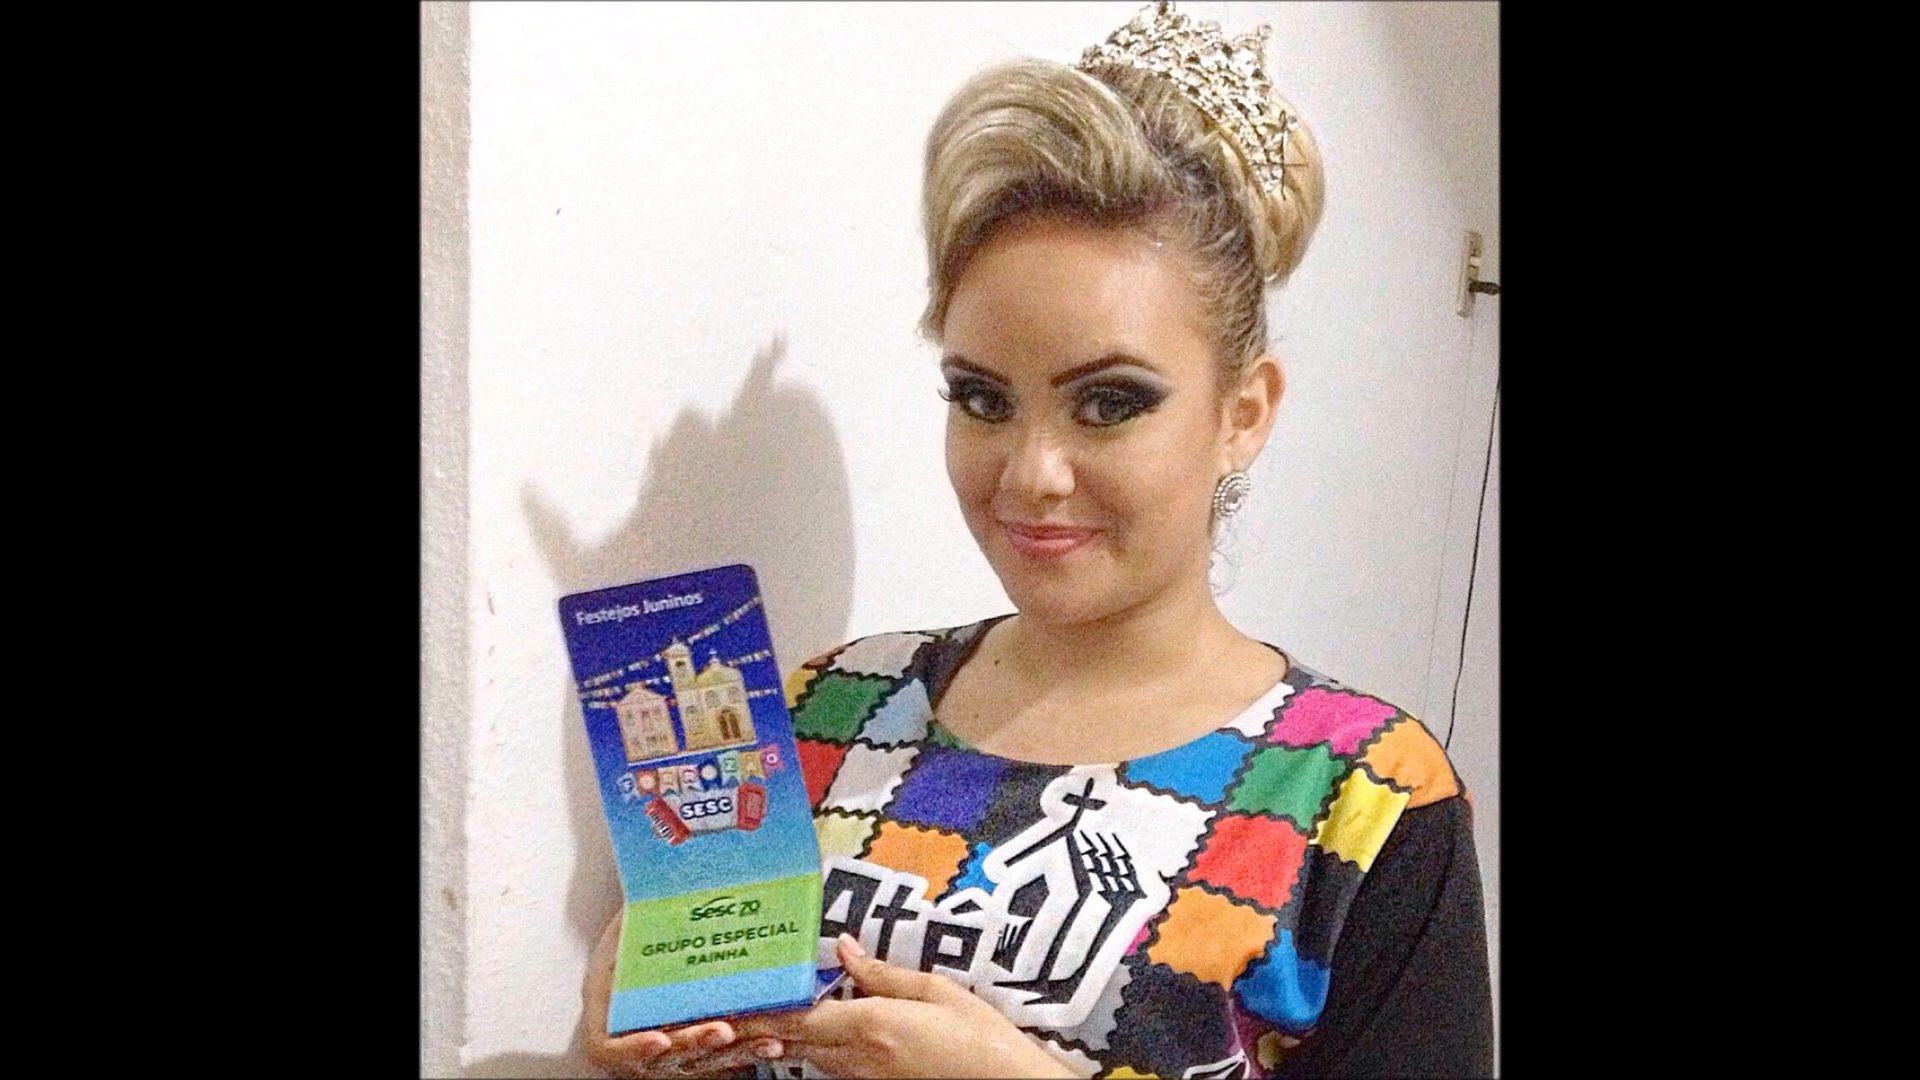 Festejos Juninos
FORROZÃO
SESC
Sesc 70
GRUPO ESPECIAL
RAINHA